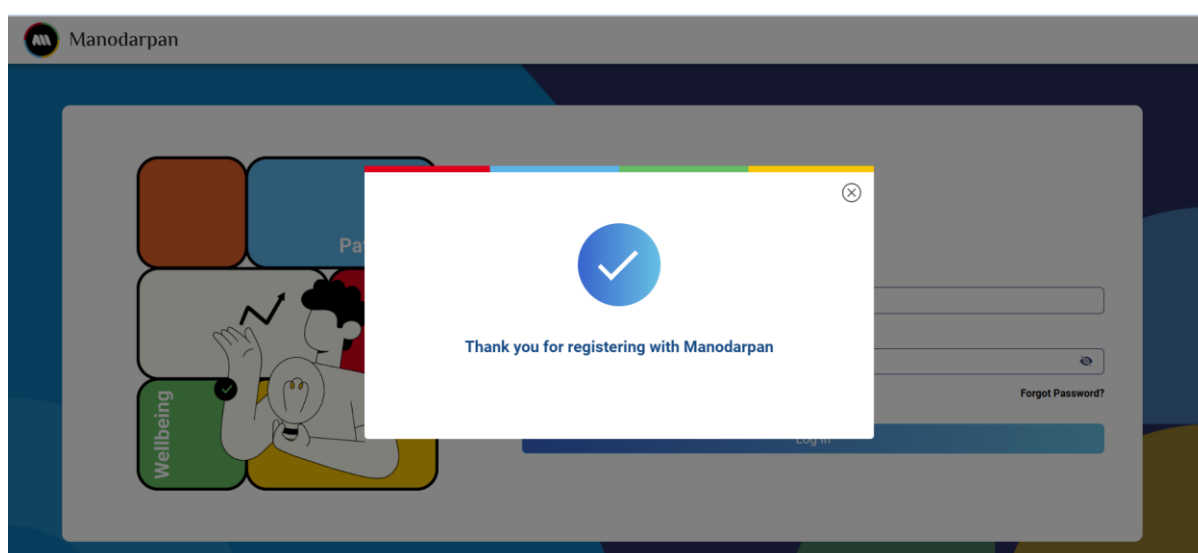 Manodarpan
Thank you for registering with Manodarpan
Forgot Password?
Log In
Wellbeing